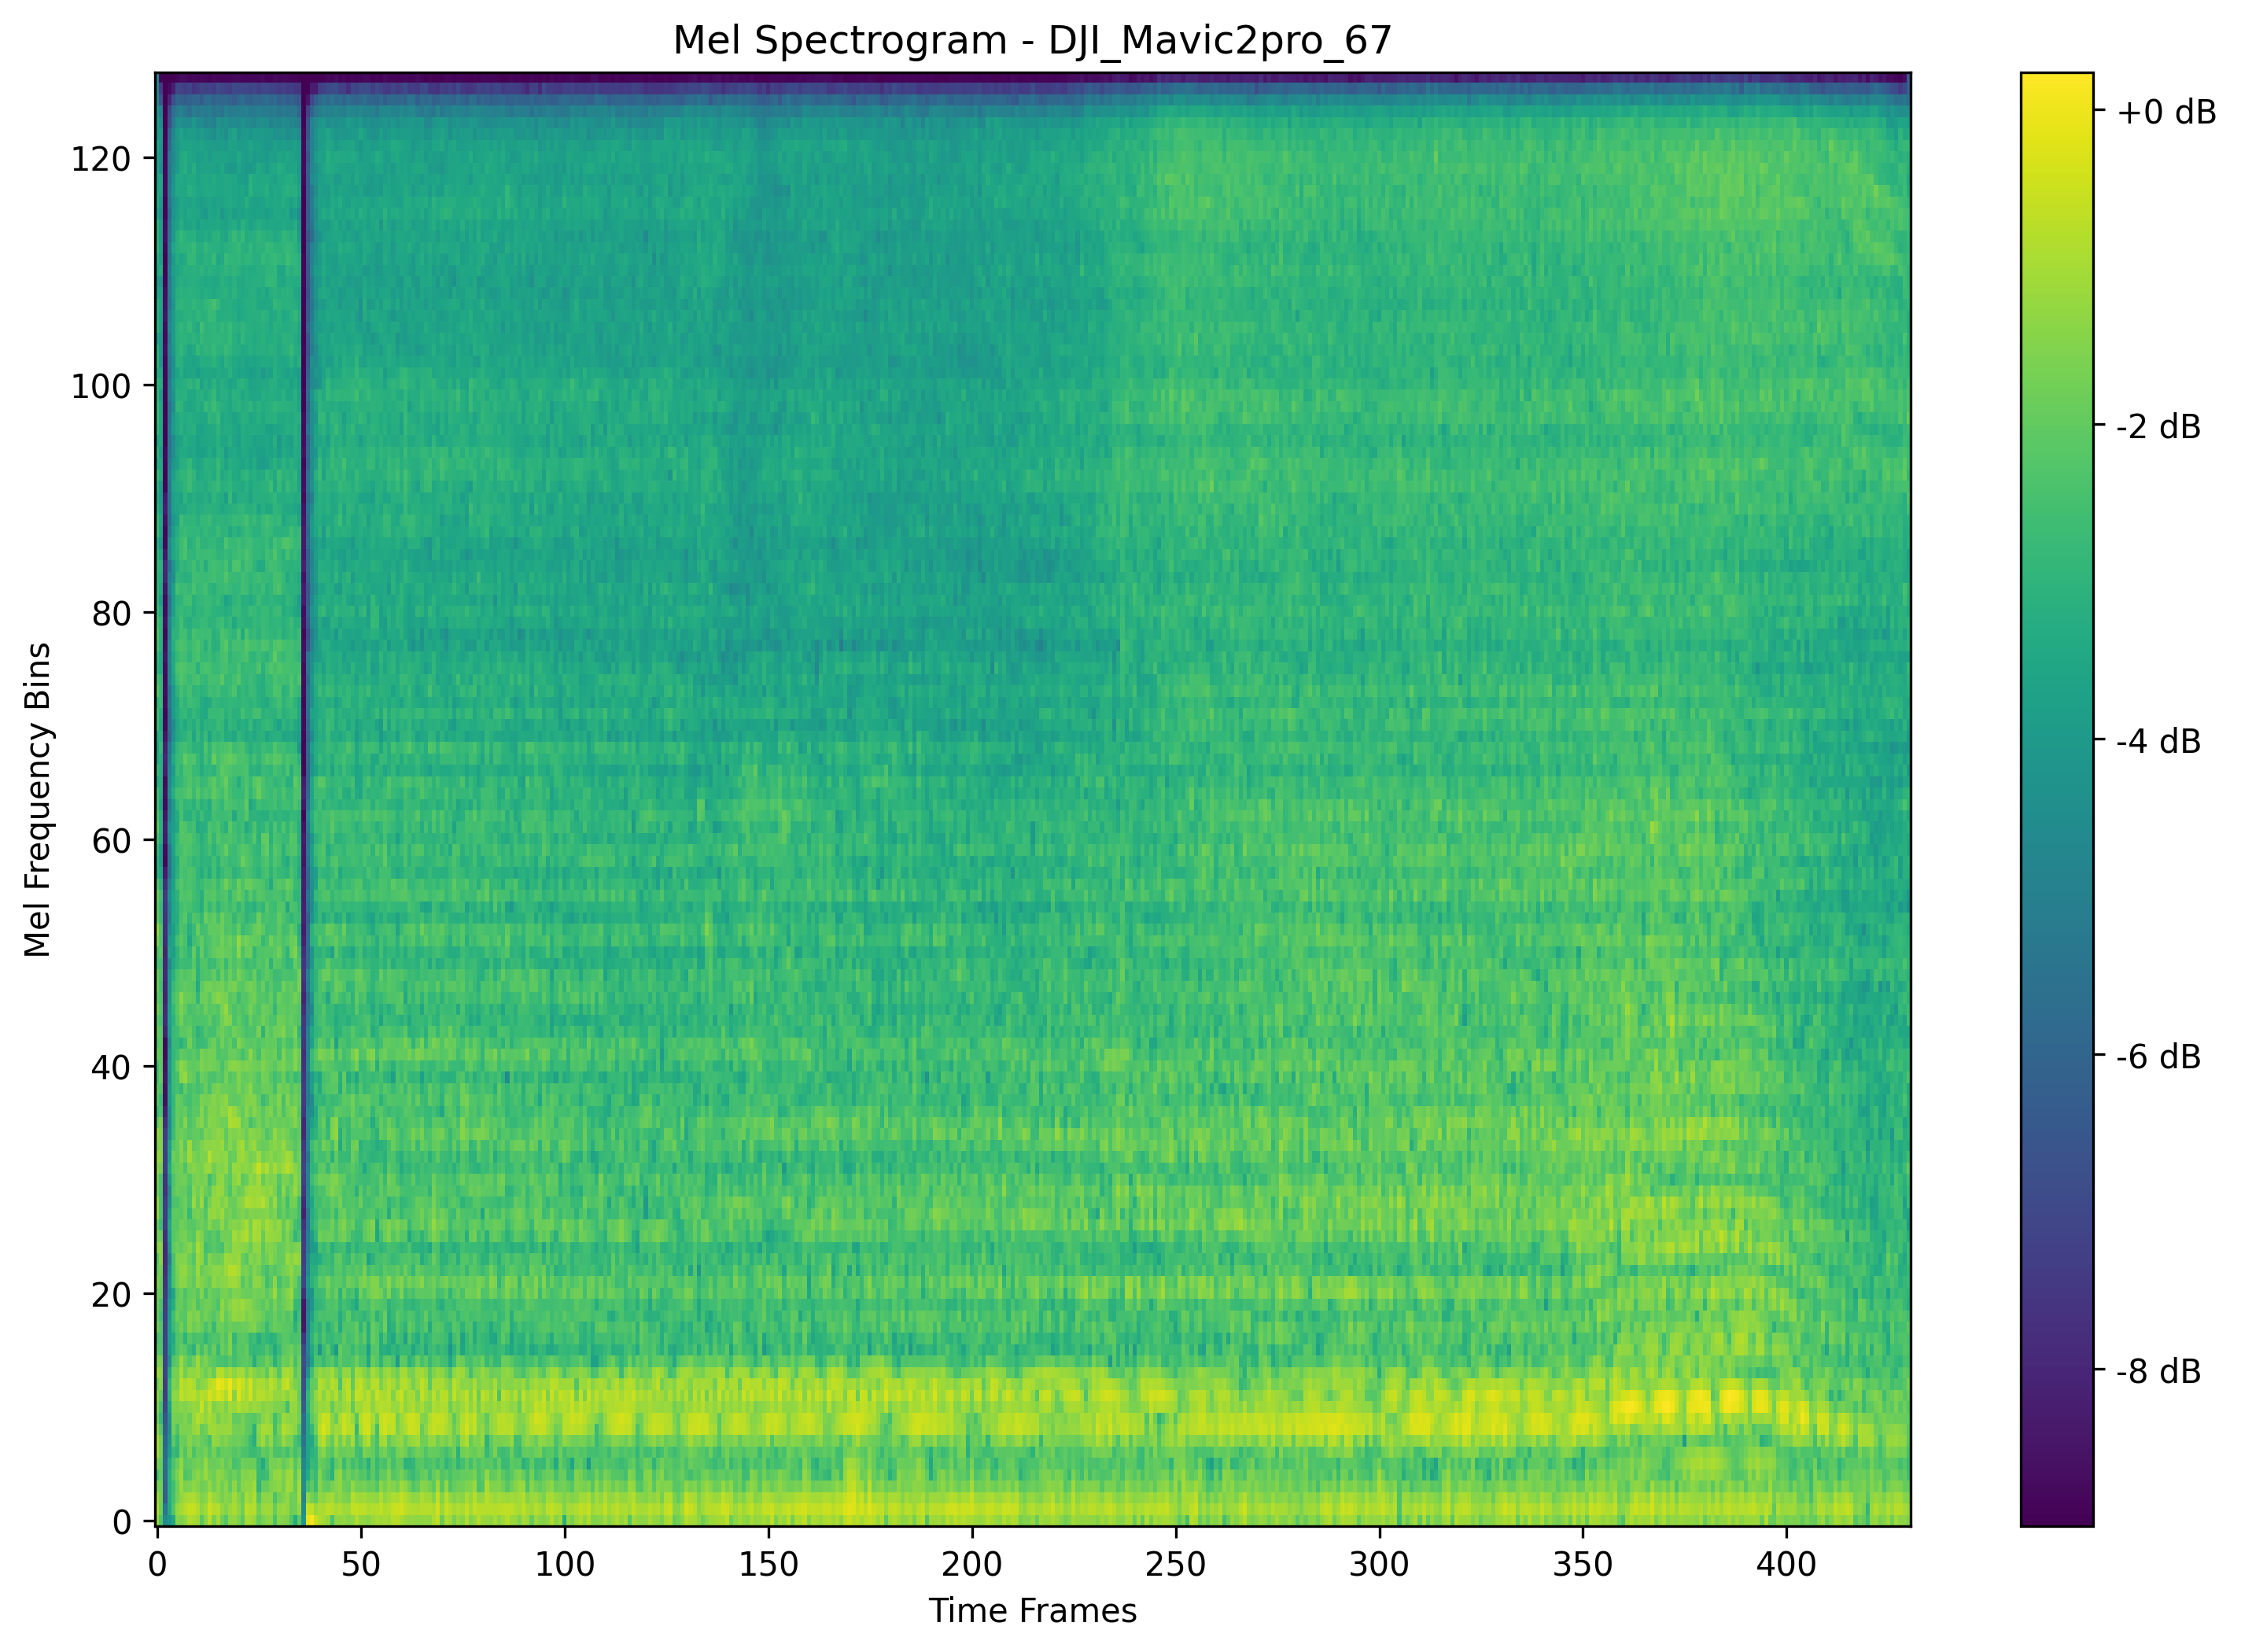 Mel Spectrogram - DJI_Mavic2pro_67
Mel Frequency Bins
120
100
80
60
40
20
0
0 50 100 150 200 250 300 350 400
Time Frames
+0 dB
-2 dB
-4 dB
-6 dB
-8 dB